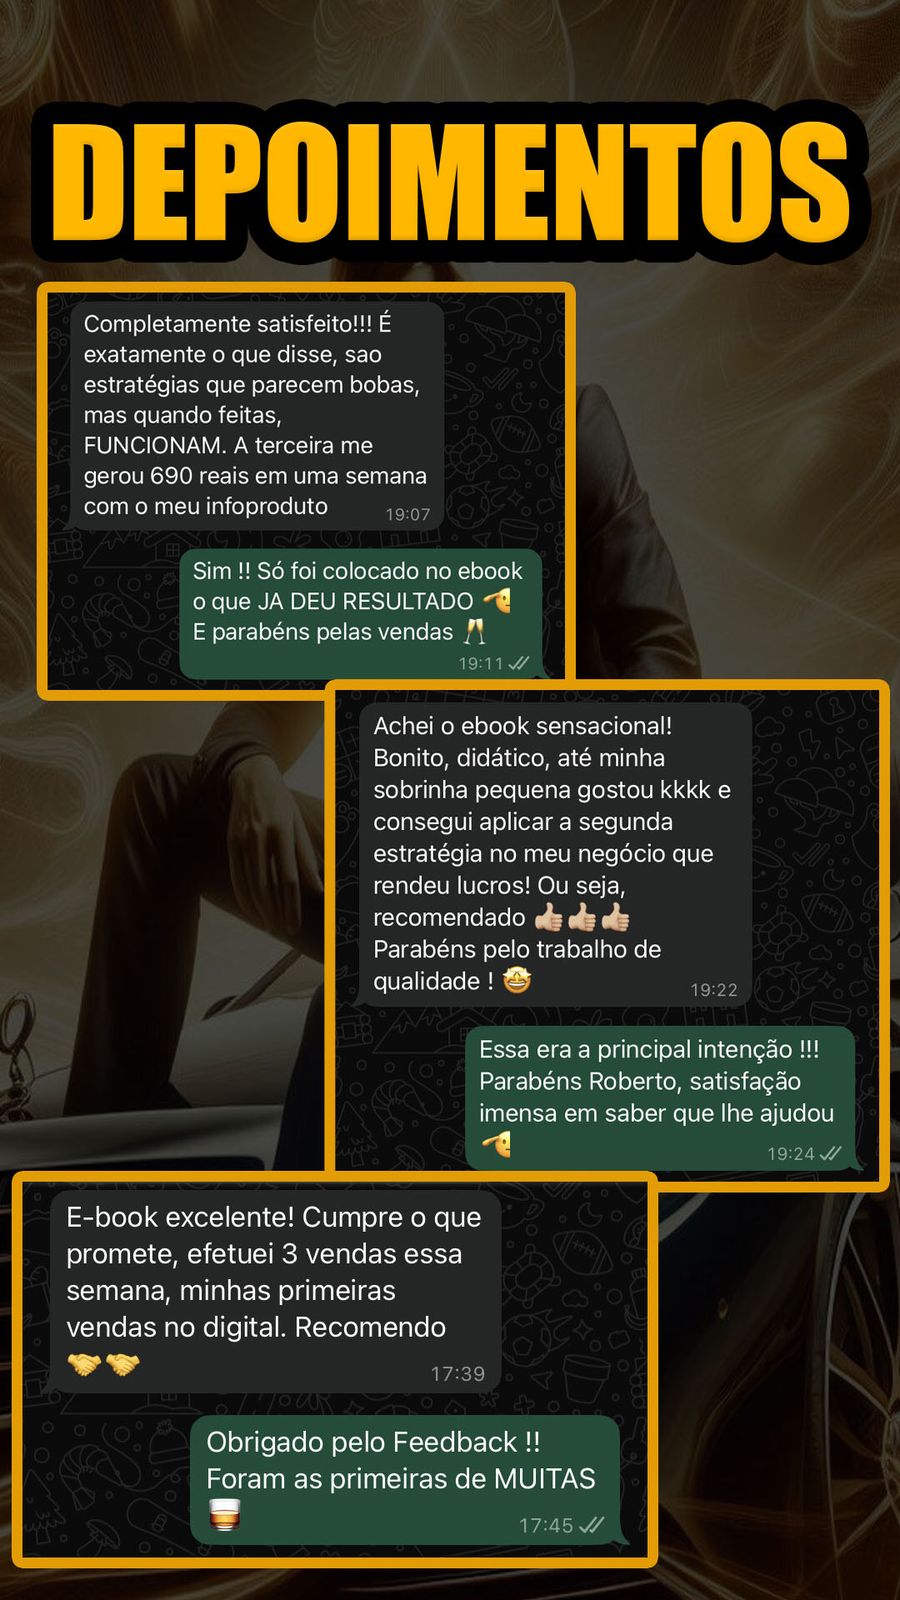 DEPOIMENTOS
Completamente satisfeito!!! É
exatamente o que disse, sao
estratégias que parecem bobas,
mas quando feitas,
FUNCIONAM. A terceira me
gerou 690 reais em uma semana
com o meu infoproduto
19:07
Sim !! Só foi colocado no ebook
o que JA DEU RESULTADO 🫡
E parabéns pelas vendas 🥂
19:11
Achei o ebook sensacional!
Bonito, didático, até minha
sobrinha pequena gostou kkkk e
consegui aplicar a segunda
estratégia no meu negócio que
rendeu lucros! Ou seja,
recomendado 👍🏼👍🏼👍🏼
Parabéns pelo trabalho de
qualidade ! 🤩
19:22
Essa era a principal intenção !!!
Parabéns Roberto, satisfação
imensa em saber que lhe ajudou
🫡
19:24
E-book excelente! Cumpre o que
promete, efetuei 3 vendas essa
semana, minhas primeiras
vendas no digital. Recomendo
🤝🤝
17:39
Obrigado pelo Feedback !!
Foram as primeiras de MUITAS
🥃
17:45